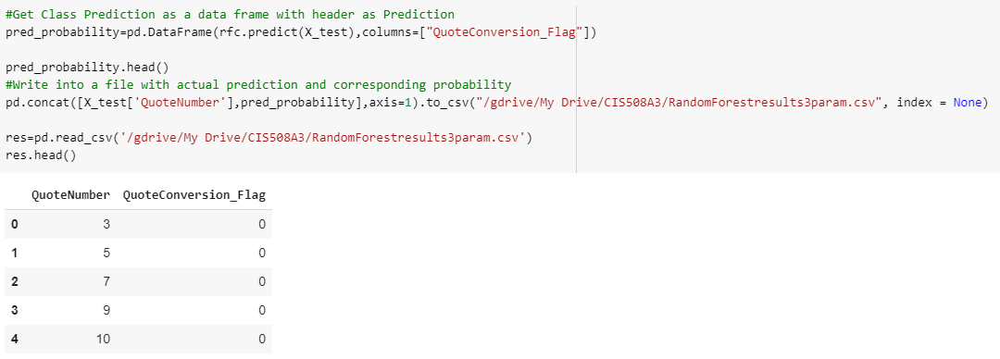 #Get Class Prediction as a data frame with header as Prediction
pred_probability=pd.DataFrame(rfc.predict(X_test),columns=["QuoteConversion_Flag"])
pred_probability.head()
#Write into a file with actual prediction and corresponding probability
pd.concat([X_test['QuoteNumber'],pred_probability],axis=1).to_csv("/gdrive/My Drive/CIS508A3/RandomForestresults3param.csv", index = None)
res=pd.read_csv('/gdrive/My Drive/CIS508A3/RandomForestresults3param.csv')
res.head()
QuoteNumber QuoteConversion_Flag
0 3 0
1 5 0
2 7 0
3 9 0
4 10 0